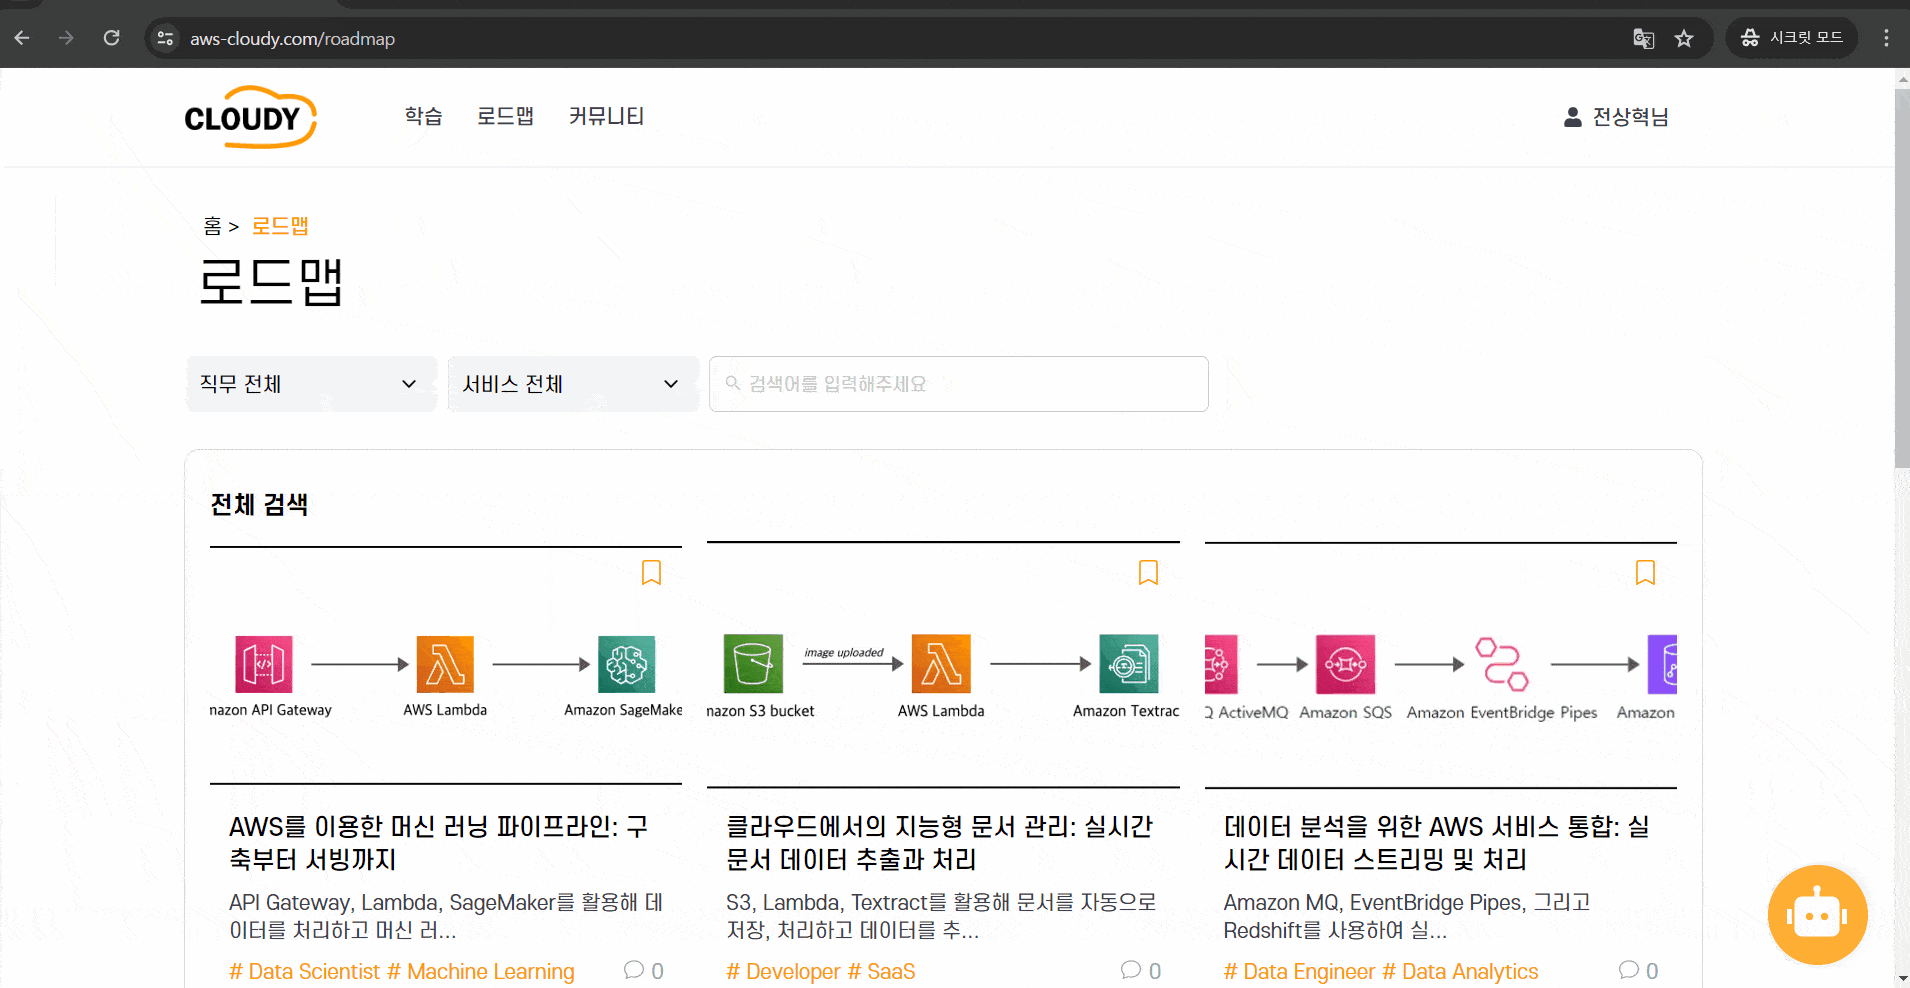 aws-cloudy.com/roadmap
시크릿 모드
CLOUDY
학습 로드맵 커뮤니티
전상혁님
홈 > 로드맵
로드맵
직무 전체
서비스 전체
검색어를 입력해주세요
전체 검색
nazon API Gateway
AWS Lambda
Amazon SageMake
image uploaded
nazon S3 bucket
AWS Lambda
Amazon Textrac
Q ActiveMQ
Amazon SQS
Amazon EventBridge Pipes
Amazon
AWS를 이용한 머신 러닝 파이프라인: 구
축부터 서빙까지
API Gateway, Lambda, SageMaker를 활용해 데
이터를 처리하고 머신 러...
# Data Scientist # Machine Learning
0
클라우드에서의 지능형 문서 관리: 실시간
문서 데이터 추출과 처리
S3, Lambda, Textract를 활용해 문서를 자동으로
저장, 처리하고 데이터를 추...
# Developer # SaaS
0
데이터 분석을 위한 AWS 서비스 통합: 실
시간 데이터 스트리밍 및 처리
Amazon MQ, EventBridge Pipes, 그리고
Redshift를 사용하여 실...
# Data Engineer # Data Analytics
0